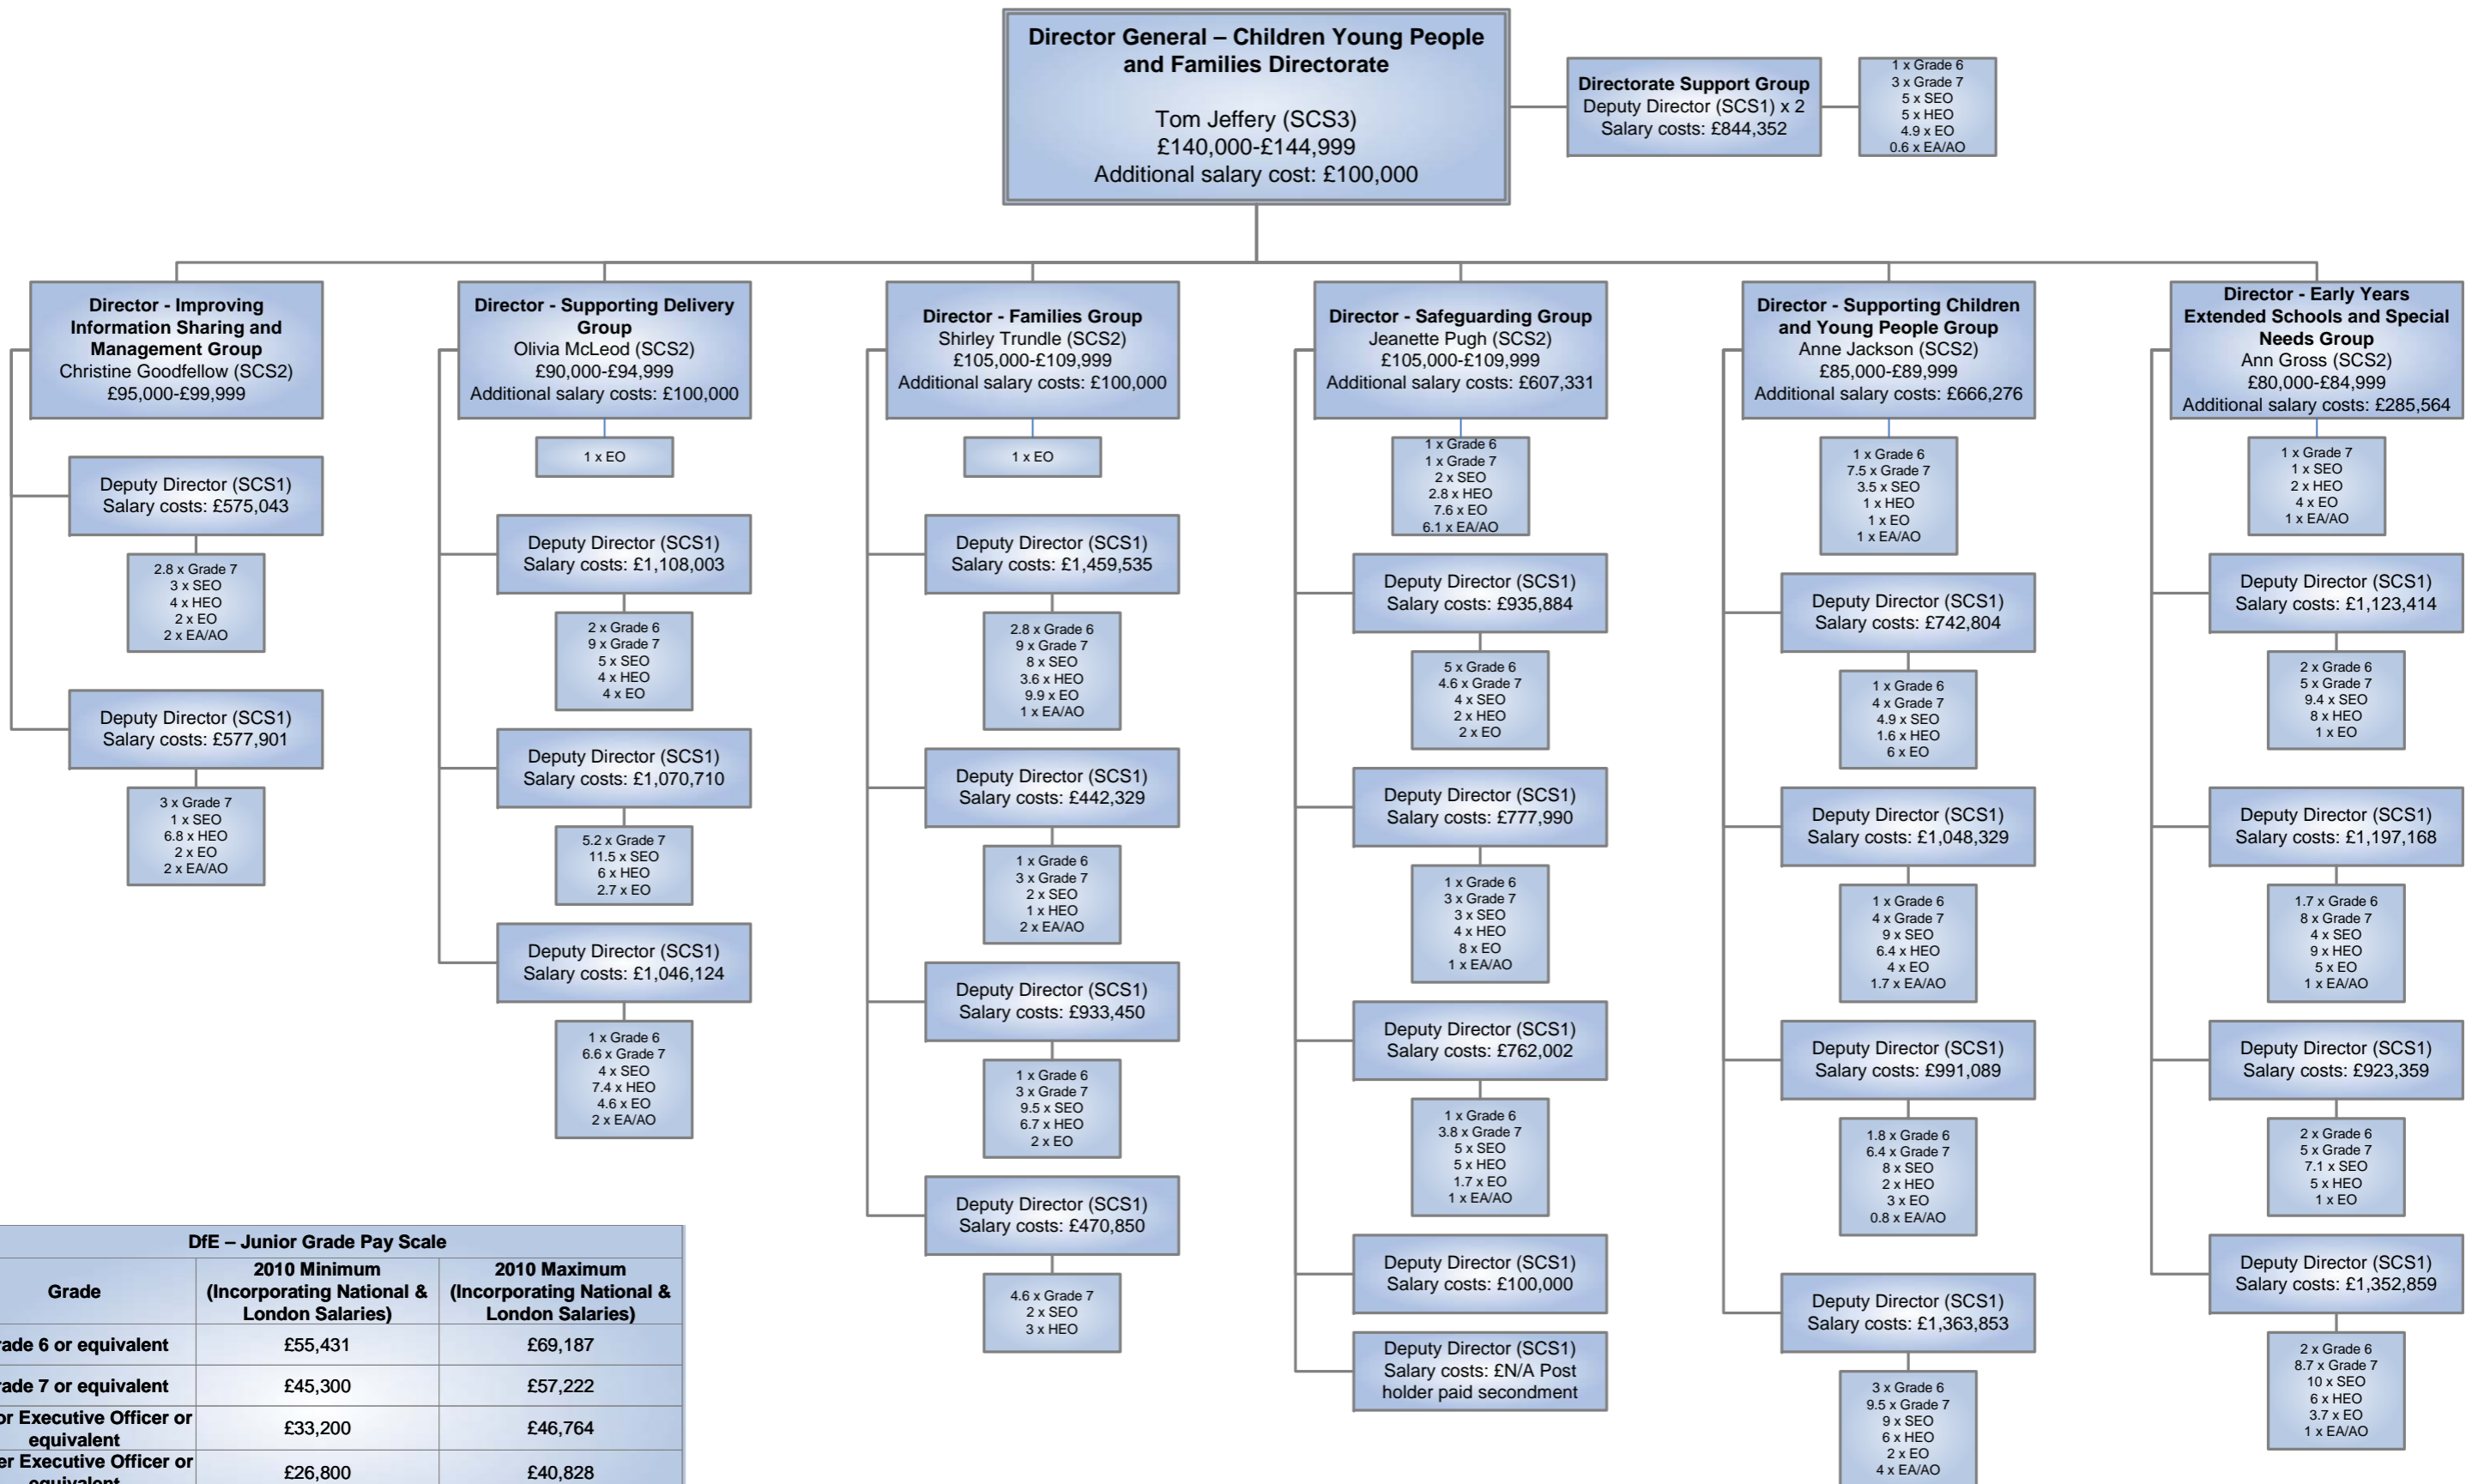 Director General – Children Young People
and Families Directorate
Tom Jeffery (SCS3)
£140,000-£144,999
Additional salary cost: £100,000
Directorate Support Group
Deputy Director (SCS1) x 2
Salary costs: £844,352
1 x Grade 6
3 x Grade 7
5 x SEO
5 x HEO
4.9 x EO
0.6 x EA/AO
Director - Improving
Information Sharing and
Management Group
Christine Goodfellow (SCS2)
£95,000-£99,999
Deputy Director (SCS1)
Salary costs: £575,043
2.8 x Grade 7
3 x SEO
4 x HEO
2 x EO
2 x EA/AO
Deputy Director (SCS1)
Salary costs: £577,901
3 x Grade 7
1 x SEO
6.8 x HEO
2 x EO
2 x EA/AO
Director - Supporting Delivery
Group
Olivia McLeod (SCS2)
£90,000-£94,999
Additional salary costs: £100,000
1 x EO
Deputy Director (SCS1)
Salary costs: £1,108,003
2 x Grade 6
9 x Grade 7
5 x SEO
4 x HEO
4 x EO
Deputy Director (SCS1)
Salary costs: £1,070,710
5.2 x Grade 7
11.5 x SEO
6 x HEO
2.7 x EO
Deputy Director (SCS1)
Salary costs: £1,046,124
1 x Grade 6
6.6 x Grade 7
4 x SEO
7.4 x HEO
4.6 x EO
2 x EA/AO
Director - Families Group
Shirley Trundle (SCS2)
£105,000-£109,999
Additional salary costs: £100,000
1 x EO
Deputy Director (SCS1)
Salary costs: £1,459,535
2.8 x Grade 6
9 x Grade 7
8 x SEO
3.6 x HEO
9.9 x EO
1 x EA/AO
Deputy Director (SCS1)
Salary costs: £442,329
1 x Grade 6
3 x Grade 7
2 x SEO
1 x HEO
2 x EA/AO
Deputy Director (SCS1)
Salary costs: £933,450
1 x Grade 6
3 x Grade 7
9.5 x SEO
6.7 x HEO
2 x EO
Deputy Director (SCS1)
Salary costs: £470,850
4.6 x Grade 7
2 x SEO
3 x HEO
Director - Safeguarding Group
Jeanette Pugh (SCS2)
£105,000-£109,999
Additional salary costs: £607,331
1 x Grade 6
1 x Grade 7
2 x SEO
2.8 x HEO
7.6 x EO
6.1 x EA/AO
Deputy Director (SCS1)
Salary costs: £935,884
5 x Grade 6
4.6 x Grade 7
4 x SEO
2 x HEO
2 x EO
Deputy Director (SCS1)
Salary costs: £777,990
1 x Grade 6
3 x Grade 7
3 x SEO
4 x HEO
8 x EO
1 x EA/AO
Deputy Director (SCS1)
Salary costs: £762,002
1 x Grade 6
3.8 x Grade 7
5 x SEO
5 x HEO
1.7 x EO
1 x EA/AO
Deputy Director (SCS1)
Salary costs: £100,000
Deputy Director (SCS1)
Salary costs: £N/A Post
holder paid secondment
Director - Supporting Children
and Young People Group
Anne Jackson (SCS2)
£85,000-£89,999
Additional salary costs: £666,276
1 x Grade 6
7.5 x Grade 7
3.5 x SEO
1 x HEO
1 x EO
1 x EA/AO
Deputy Director (SCS1)
Salary costs: £742,804
1 x Grade 6
4 x Grade 7
4.9 x SEO
1.6 x HEO
6 x EO
Deputy Director (SCS1)
Salary costs: £1,048,329
1 x Grade 6
4 x Grade 7
9 x SEO
6.4 x HEO
4 x EO
1.7 x EA/AO
Deputy Director (SCS1)
Salary costs: £991,089
1.8 x Grade 6
6.4 x Grade 7
8 x SEO
2 x HEO
3 x EO
0.8 x EA/AO
Deputy Director (SCS1)
Salary costs: £1,363,853
3 x Grade 6
9.5 x Grade 7
9 x SEO
6 x HEO
2 x EO
4 x EA/AO
Director - Early Years
Extended Schools and Special
Needs Group
Ann Gross (SCS2)
£80,000-£84,999
Additional salary costs: £285,564
1 x Grade 7
1 x SEO
2 x HEO
4 x EO
1 x EA/AO
Deputy Director (SCS1)
Salary costs: £1,123,414
2 x Grade 6
5 x Grade 7
9.4 x SEO
8 x HEO
1 x EO
Deputy Director (SCS1)
Salary costs: £1,197,168
1.7 x Grade 6
8 x Grade 7
4 x SEO
9 x HEO
5 x EO
1 x EA/AO
Deputy Director (SCS1)
Salary costs: £923,359
2 x Grade 6
5 x Grade 7
7.1 x SEO
5 x HEO
1 x EO
Deputy Director (SCS1)
Salary costs: £1,352,859
2 x Grade 6
8.7 x Grade 7
10 x SEO
6 x HEO
3.7 x EO
1 x EA/AO
DfE – Junior Grade Pay Scale
Grade
2010 Minimum
(Incorporating National &
London Salaries)
2010 Maximum
(Incorporating National &
London Salaries)
rade 6 or equivalent
£55,431
£69,187
rade 7 or equivalent
£45,300
£57,222
or Executive Officer or
equivalent
£33,200
£46,764
er Executive Officer or
equivalent
£26,800
£40,828